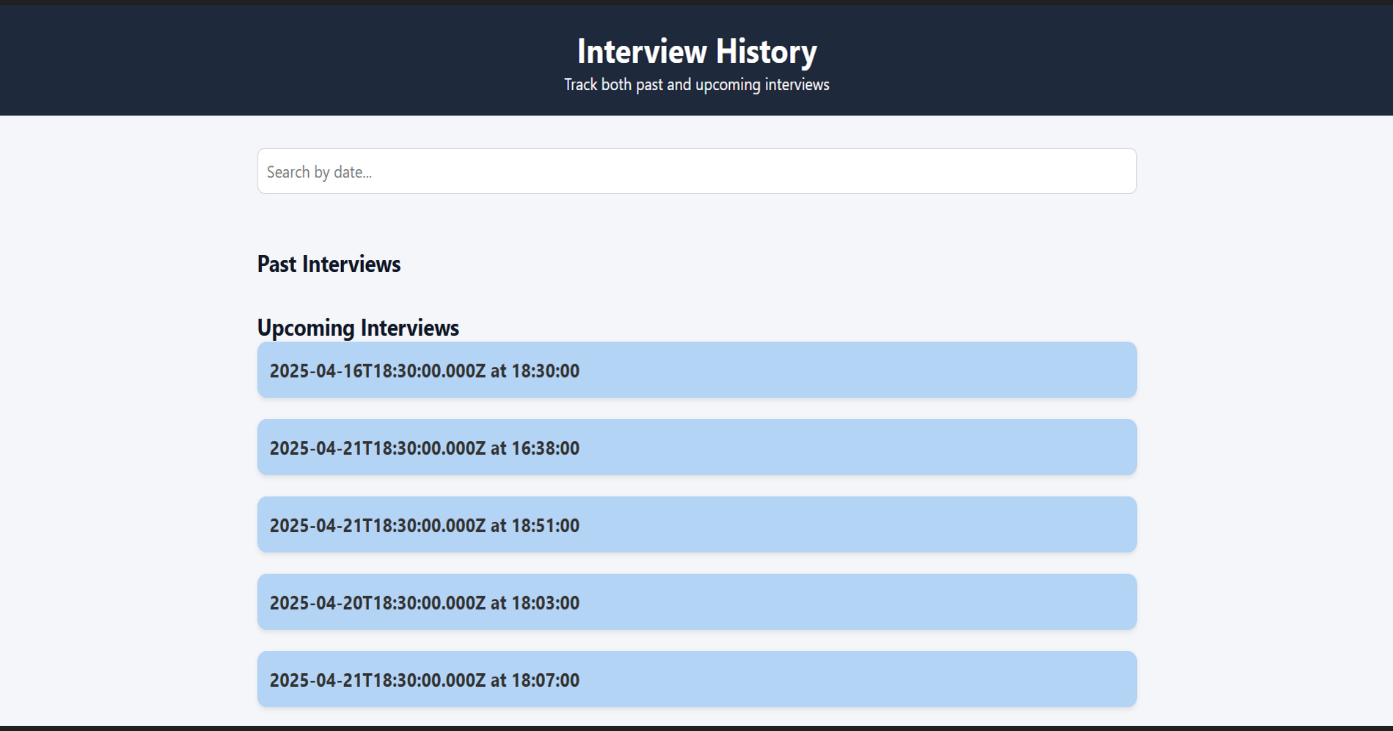 Interview History
Track both past and upcoming interviews
Search by date...
Past Interviews
Upcoming Interviews
2025-04-16T18:30:00.000Z at 18:30:00
2025-04-21T18:30:00.000Z at 16:38:00
2025-04-21T18:30:00.000Z at 18:51:00
2025-04-20T18:30:00.000Z at 18:03:00
2025-04-21T18:30:00.000Z at 18:07:00